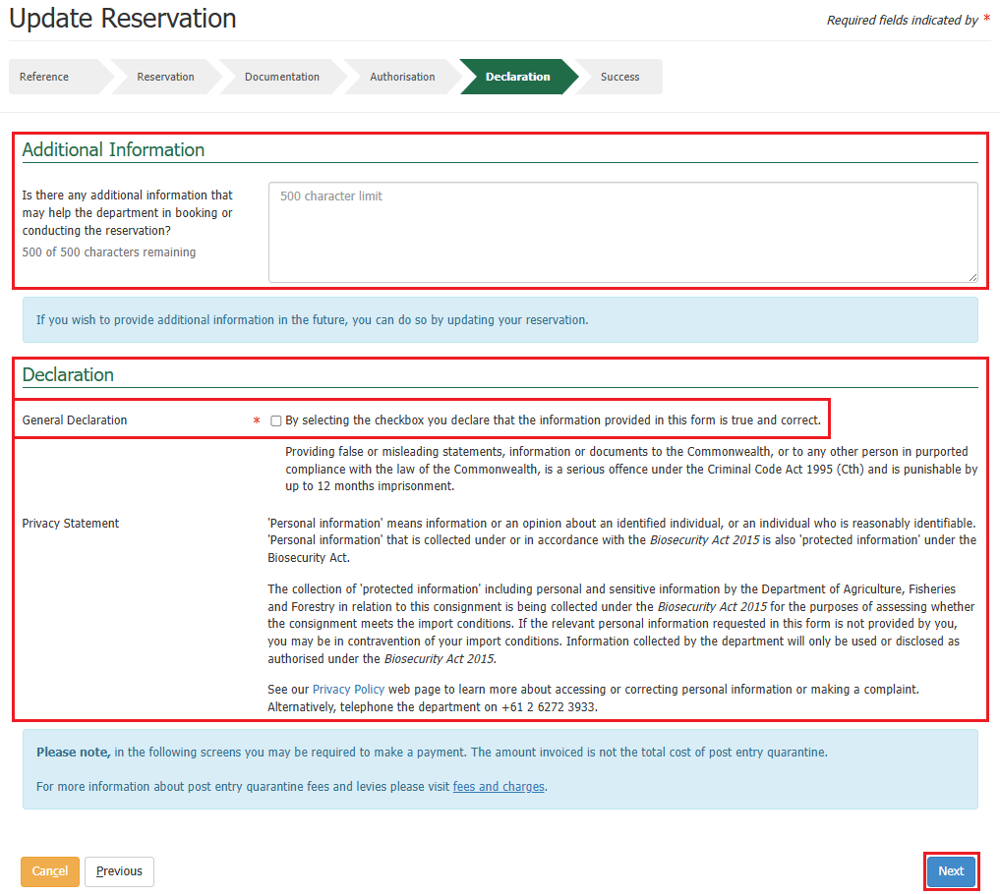 Update Reservation
Required fields indicated by *
Reference
Reservation
Documentation
Authorisation
Declaration
Success
Additional Information
Is there any additional information that
may help the department in booking or
conducting the reservation?
500 of 500 characters remaining
500 character limit
If you wish to provide additional information in the future, you can do so by updating your reservation.
Declaration
General Declaration * By selecting the checkbox you declare that the information provided in this form is true and correct.
Providing false or misleading statements, information or documents to the Commonwealth, or to any other person in purported
compliance with the law of the Commonwealth, is a serious offence under the Criminal Code Act 1995 (Cth) and is punishable by
up to 12 months imprisonment.
Privacy Statement
'Personal information' means information or an opinion about an identified individual, or an individual who is reasonably identifiable.
'Personal information' that is collected under or in accordance with the Biosecurity Act 2015 is also 'protected information' under the
Biosecurity Act.
The collection of 'protected information' including personal and sensitive information by the Department of Agriculture, Fisheries
and Forestry in relation to this consignment is being collected under the Biosecurity Act 2015 for the purposes of assessing whether
the consignment meets the import conditions. If the relevant personal information requested in this form is not provided by you,
you may be in contravention of your import conditions. Information collected by the department will only be used or disclosed as
authorised under the Biosecurity Act 2015.
See our Privacy Policy web page to learn more about accessing or correcting personal information or making a complaint.
Alternatively, telephone the department on +61 2 6272 3933.
Please note, in the following screens you may be required to make a payment. The amount invoiced is not the total cost of post entry quarantine.
For more information about post entry quarantine fees and levies please visit fees and charges.
Cancel
Previous
Next